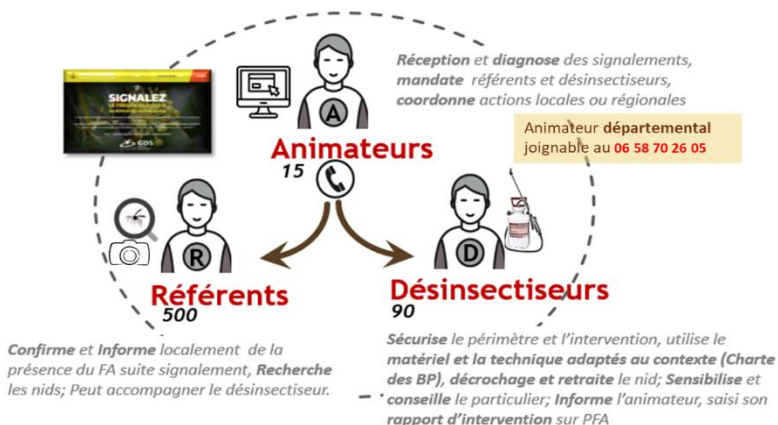 Réception et diagnose des signalements,
mandate référents et désinsectiseurs,
coordonne actions locales ou régionales
SIGNALEZ
GDS
A
Animateur départemental
joignable au 06 58 70 26 05
Animateurs
15
R
D
Référents
500
Désinsectiseurs
90
Confirme et Informe localement de la
présence du FA suite signalement, Recherche
les nids; Peut accompagner le désinsectiseur.
Sécurise le périmètre et l'intervention, utilise le
matériel et la technique adaptés au contexte (Charte
des BP), décrochage et retraite le nid; Sensibilise et
conseille le particulier; Informe l'animateur, saisi son
rapport d'intervention sur PFA